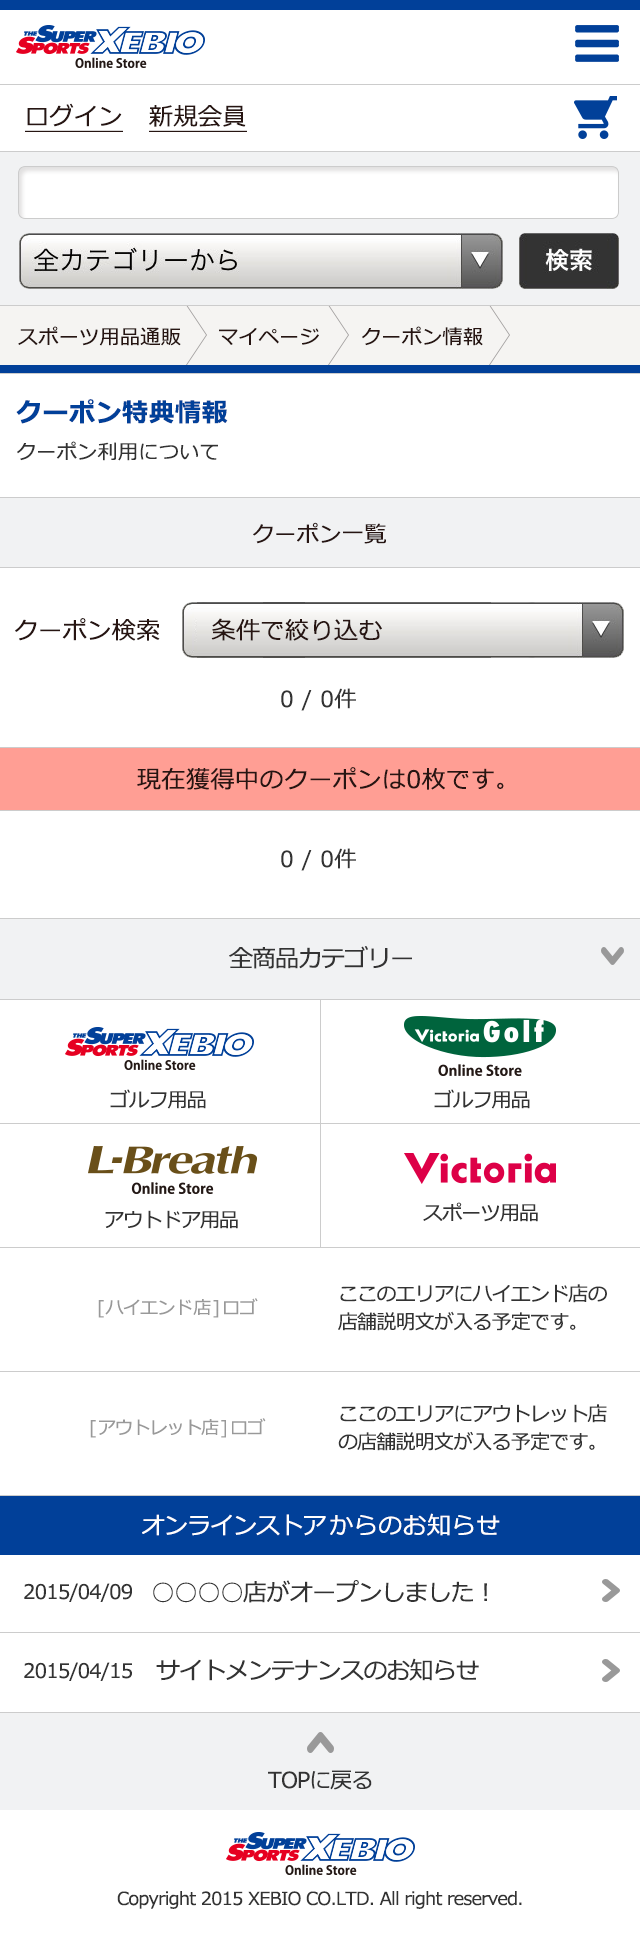 THE SUPER SPORTS XEBIO
Online Store
ログイン 新規会員
全カテゴリーから ▼ 検索
スポーツ用品通販 マイページ クーポン情報
クーポン特典情報
クーポン利用について
クーポン一覧
クーポン検索 条件で絞り込む ▼
0 / 0件
現在獲得中のクーポンは0枚です。
0 / 0件
全商品カテゴリー
THE SUPER SPORTS XEBIO
Online Store
ゴルフ用品
Victoria Golf
Online Store
ゴルフ用品
L-Breath
Online Store
アウトドア用品
Victoria
スポーツ用品
[ハイエンド店]ロゴ
ここのエリアにハイエンド店の
店舗説明文が入る予定です。
[アウトレット店]ロゴ
ここのエリアにアウトレット店
の店舗説明文が入る予定です。
オンラインストアからのお知らせ
2015/04/09 〇〇〇〇店がオープンしました！
2015/04/15 サイトメンテナンスのお知らせ
TOPに戻る
THE SUPER SPORTS XEBIO
Online Store
Copyright 2015 XEBIO CO.LTD. All right reserved.